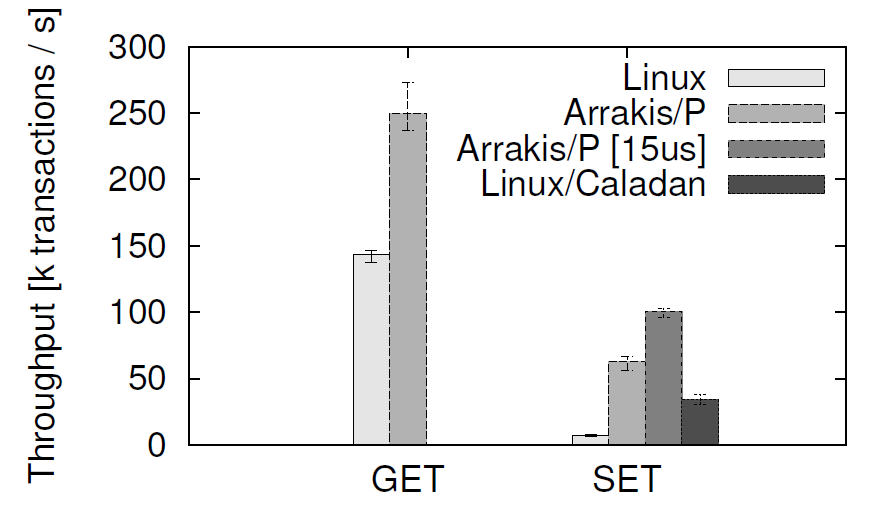 Throughput [k transactions / s]
300
250
200
150
100
50
0
Linux
Arrakis/P
Arrakis/P [15us]
Linux/Caladan
GET SET